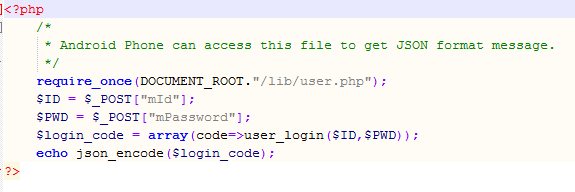 <?php
/*
* Android Phone can access this file to get JSON format message.
*/
require_once(DOCUMENT_ROOT."/lib/user.php");
$ID = $_POST["mId"];
$PWD = $_POST["mPassword"];
$login_code = array(code=>user_login($ID,$PWD));
echo json_encode($login_code);
?>